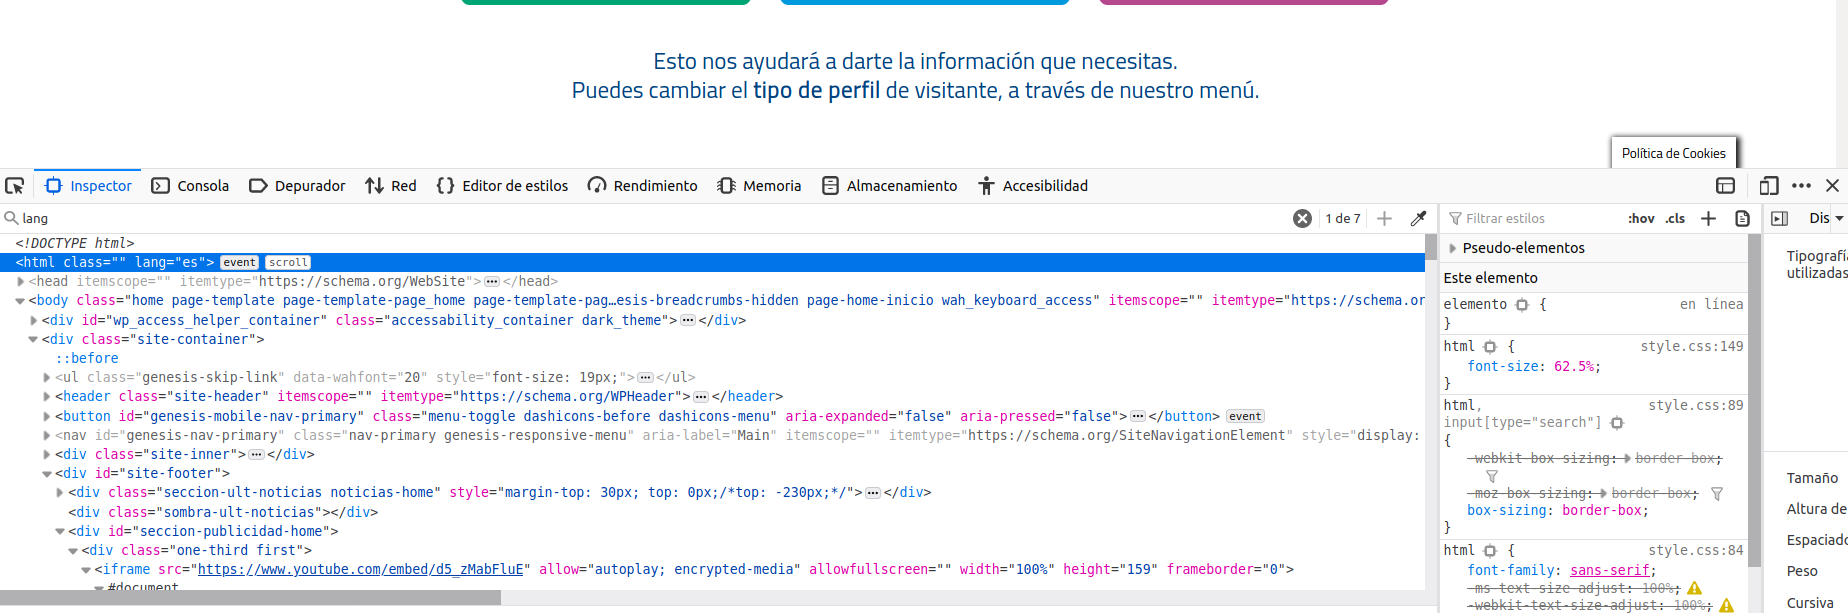 Esto nos ayudará a darte la información que necesitas.
Puedes cambiar el tipo de perfil de visitante, a través de nuestro menú.
Política de Cookies
Inspector Consola Depurador Red Editor de estilos Rendimiento Memoria Almacenamiento Accesibilidad
lang 1 de 7
<!DOCTYPE html>
<html class="" lang="es"> event scroll
<head itemscope="" itemtype="https://schema.org/WebSite"></head>
<body class="home page-template page-template-page_home page-template-pag…esis-breadcrumbs-hidden page-home-inicio wah_keyboard_access" itemscope="" itemtype="https://schema.or
<div id="wp_access_helper_container" class="accessability_container dark_theme"></div>
<div class="site-container">
::before
<ul class="genesis-skip-link" data-wahfont="20" style="font-size: 19px;"></ul>
<header class="site-header" itemscope="" itemtype="https://schema.org/WPHeader"></header>
<button id="genesis-mobile-nav-primary" class="menu-toggle dashicons-before dashicons-menu" aria-expanded="false" aria-pressed="false"></button> event
<nav id="genesis-nav-primary" class="nav-primary genesis-responsive-menu" aria-label="Main" itemscope="" itemtype="https://schema.org/SiteNavigationElement" style="display:
<div class="site-inner"></div>
<div id="site-footer">
<div class="seccion-ult-noticias noticias-home" style="margin-top: 30px; top: 0px;/*top: -230px;*/"></div>
<div class="sombra-ult-noticias"></div>
<div id="seccion-publicidad-home">
<div class="one-third first">
<iframe src="https://www.youtube.com/embed/d5_zMabFluE" allow="autoplay; encrypted-media" allowfullscreen="" width="100%" height="159" frameborder="0">
#document
Filtrar estilos :hov .cls
Pseudo-elementos
Este elemento
elemento { en línea
}
html { style.css:149
font-size: 62.5%;
}
html, style.css:89
input[type="search"]
{
-webkit-box-sizing: border-box;
-moz-box-sizing: border-box;
box-sizing: border-box;
}
html { style.css:84
font-family: sans-serif;
-ms-text-size-adjust: 100%;
-webkit-text-size-adjust: 100%;
Dis
Tipografí
utilizadas
Tamaño
Altura de
Espaciado
Peso
Cursiva